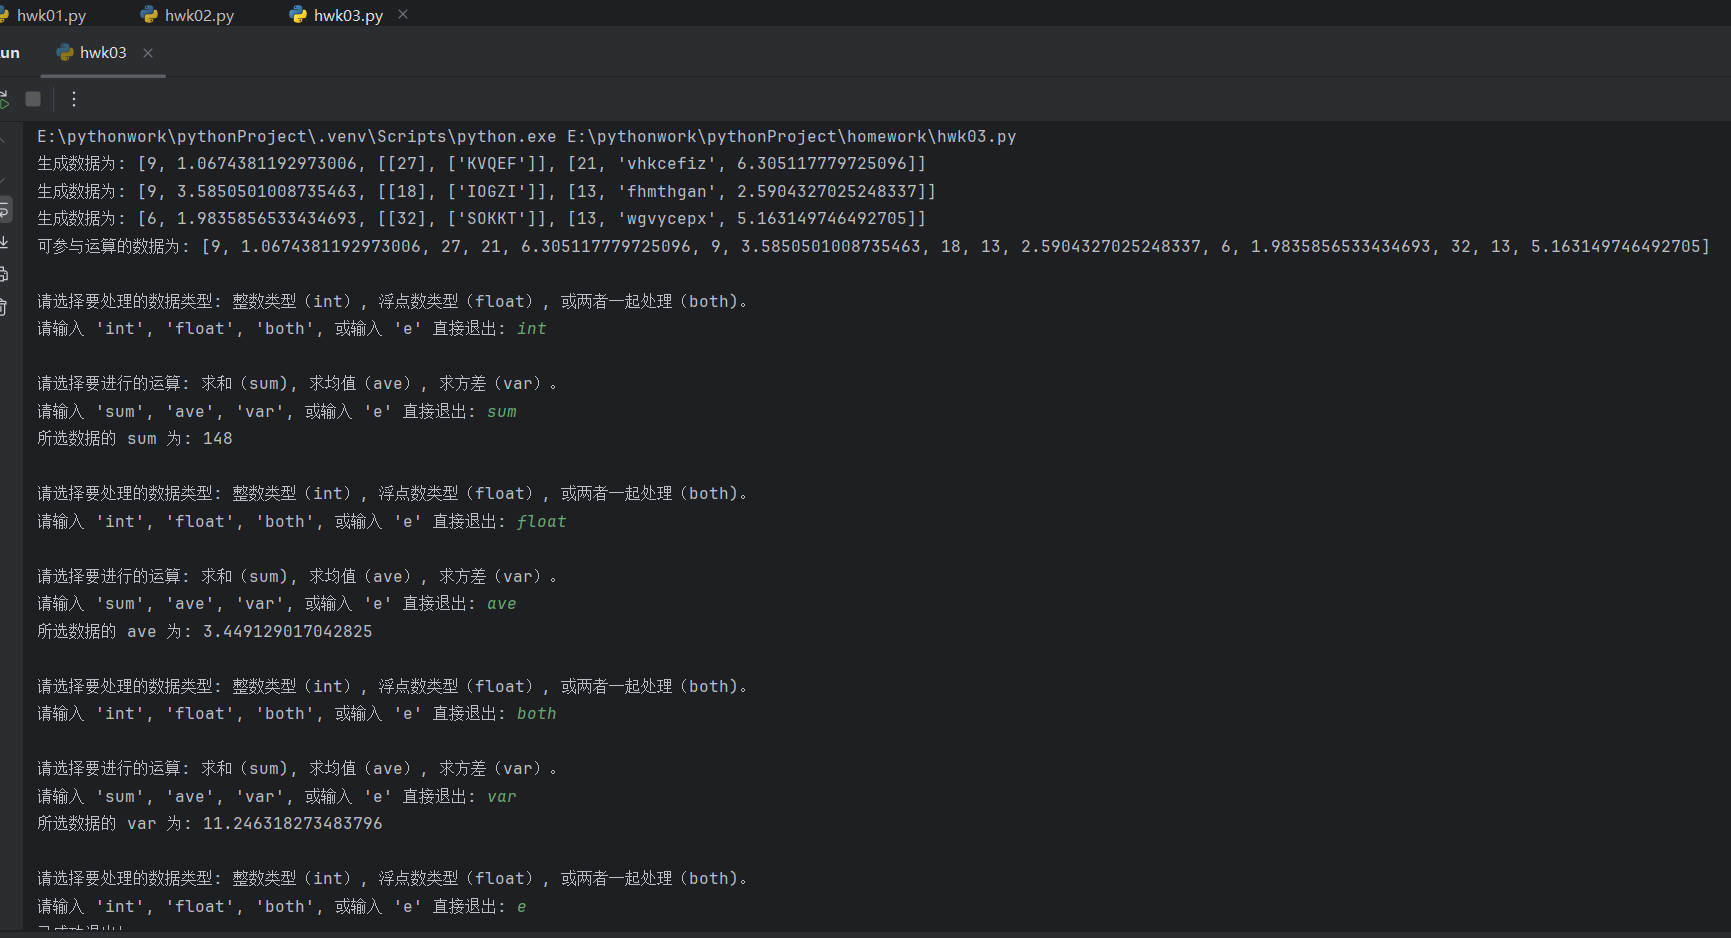 hwk01.py hwk02.py hwk03.py
un hwk03
E:\pythonwork\pythonProject\.venv\Scripts\python.exe E:\pythonwork\pythonProject\homework\hwk03.py
生成数据为: [9, 1.0674381192973006, [[27], ['KVQEF']], [21, 'vhkcefiz', 6.305117779725096]]
生成数据为: [9, 3.5850501008735463, [[18], ['IOGZI']], [13, 'fhmthgan', 2.5904327025248337]]
生成数据为: [6, 1.9835856533434693, [[32], ['SOKKT']], [13, 'wgvycepx', 5.163149746492705]]
可参与运算的数据为: [9, 1.0674381192973006, 27, 21, 6.305117779725096, 9, 3.5850501008735463, 18, 13, 2.5904327025248337, 6, 1.9835856533434693, 32, 13, 5.163149746492705]
请选择要处理的数据类型: 整数类型（int）, 浮点数类型（float）, 或两者一起处理（both)。
请输入 'int', 'float', 'both', 或输入 'e' 直接退出: int
请选择要进行的运算: 求和（sum), 求均值（ave）, 求方差（var）。
请输入 'sum', 'ave', 'var', 或输入 'e' 直接退出: sum
所选数据的 sum 为: 148
请选择要处理的数据类型: 整数类型（int）, 浮点数类型（float）, 或两者一起处理（both)。
请输入 'int', 'float', 'both', 或输入 'e' 直接退出: float
请选择要进行的运算: 求和（sum), 求均值（ave）, 求方差（var）。
请输入 'sum', 'ave', 'var', 或输入 'e' 直接退出: ave
所选数据的 ave 为: 3.449129017042825
请选择要处理的数据类型: 整数类型（int）, 浮点数类型（float）, 或两者一起处理（both)。
请输入 'int', 'float', 'both', 或输入 'e' 直接退出: both
请选择要进行的运算: 求和（sum), 求均值（ave）, 求方差（var）。
请输入 'sum', 'ave', 'var', 或输入 'e' 直接退出: var
所选数据的 var 为: 11.246318273483796
请选择要处理的数据类型: 整数类型（int）, 浮点数类型（float）, 或两者一起处理（both)。
请输入 'int', 'float', 'both', 或输入 'e' 直接退出: e